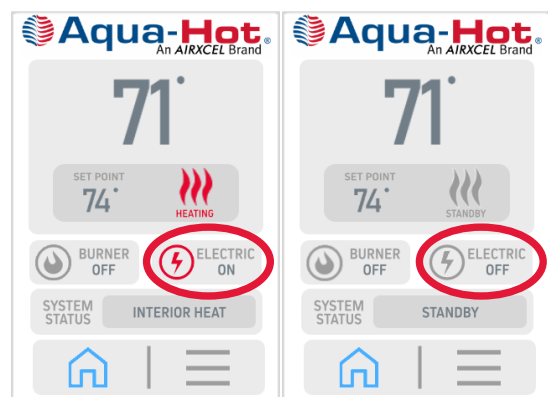 Aqua-Hot®
An AIRXCEL Brand
71°
SET POINT
74°
HEATING
BURNER
OFF
ELECTRIC
ON
SYSTEM
STATUS
INTERIOR HEAT
Aqua-Hot®
An AIRXCEL Brand
71°
SET POINT
74°
STANDBY
BURNER
OFF
ELECTRIC
OFF
SYSTEM
STATUS
STANDBY